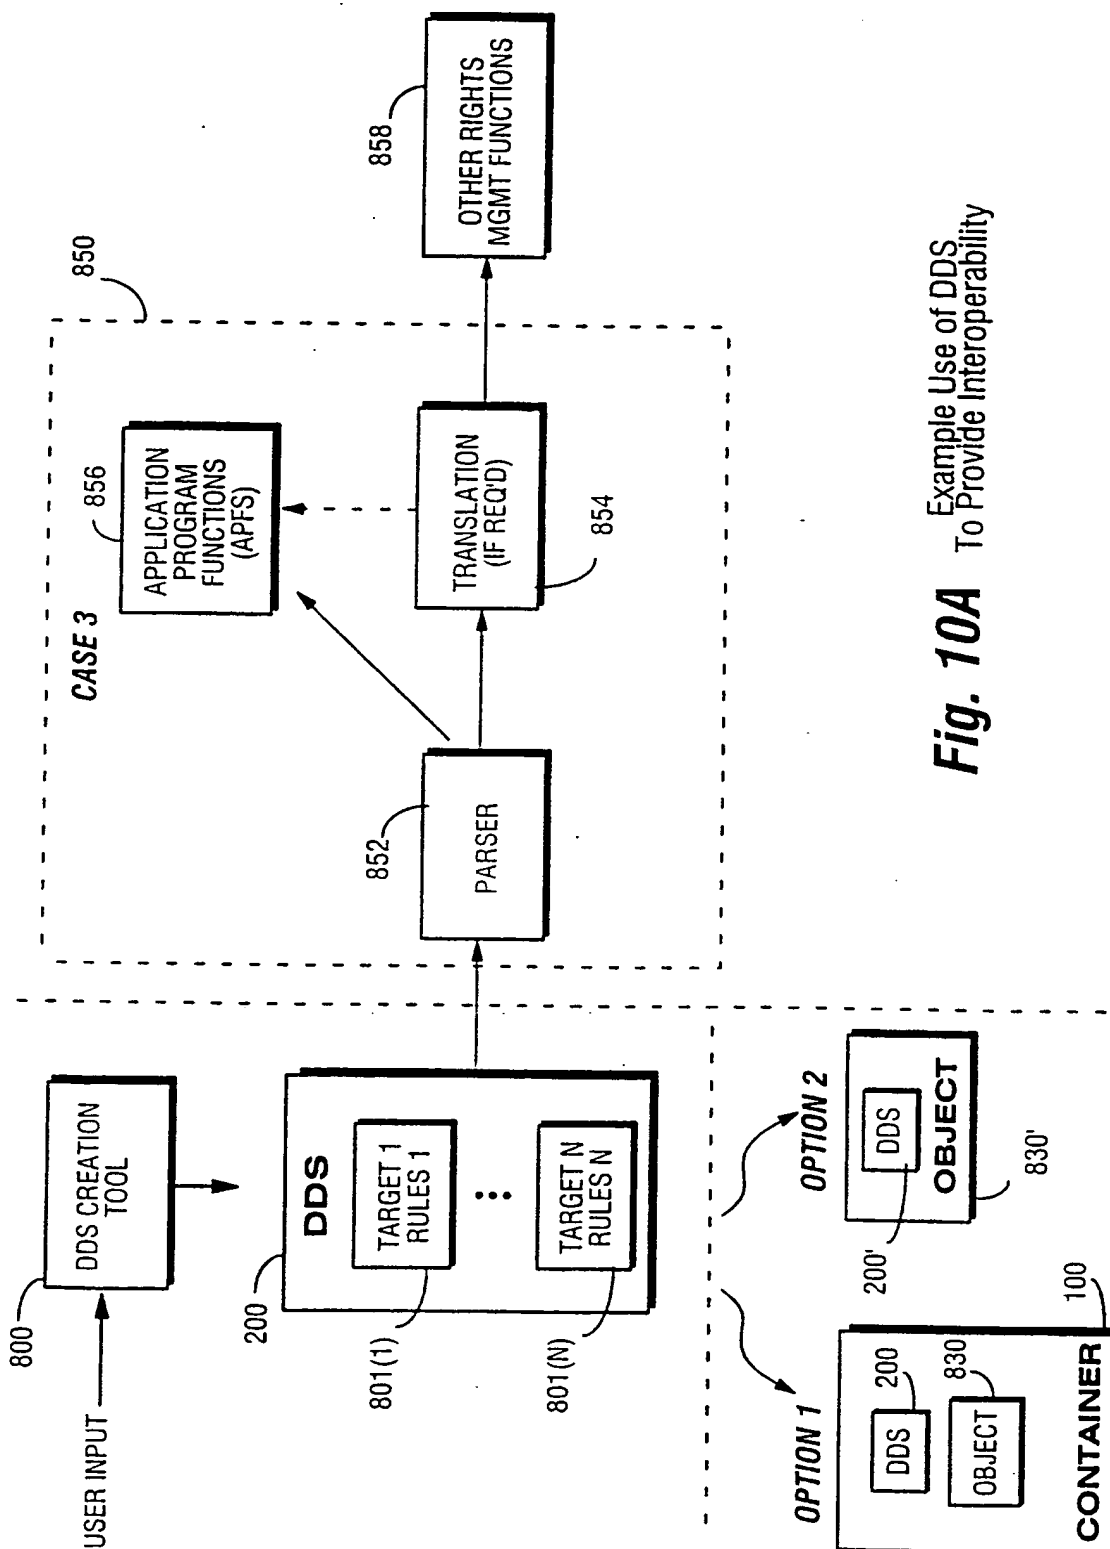 USER INPUT
800
DDS CREATION
TOOL
200
DDS
TARGET 1
RULES 1
TARGET N
RULES N
801(1)
801(N)
OPTION 1
200
830
DDS
OBJECT
CONTAINER
100
OPTION 2
200'
DDS
OBJECT
830'
850
CASE 3
852
PARSER
856
APPLICATION
PROGRAM
FUNCTIONS
(APFS)
TRANSLATION
(IF REQ'D)
854
858
OTHER RIGHTS
MGMT FUNCTIONS
Fig. 10A
Example Use of DDS
To Provide Interoperability